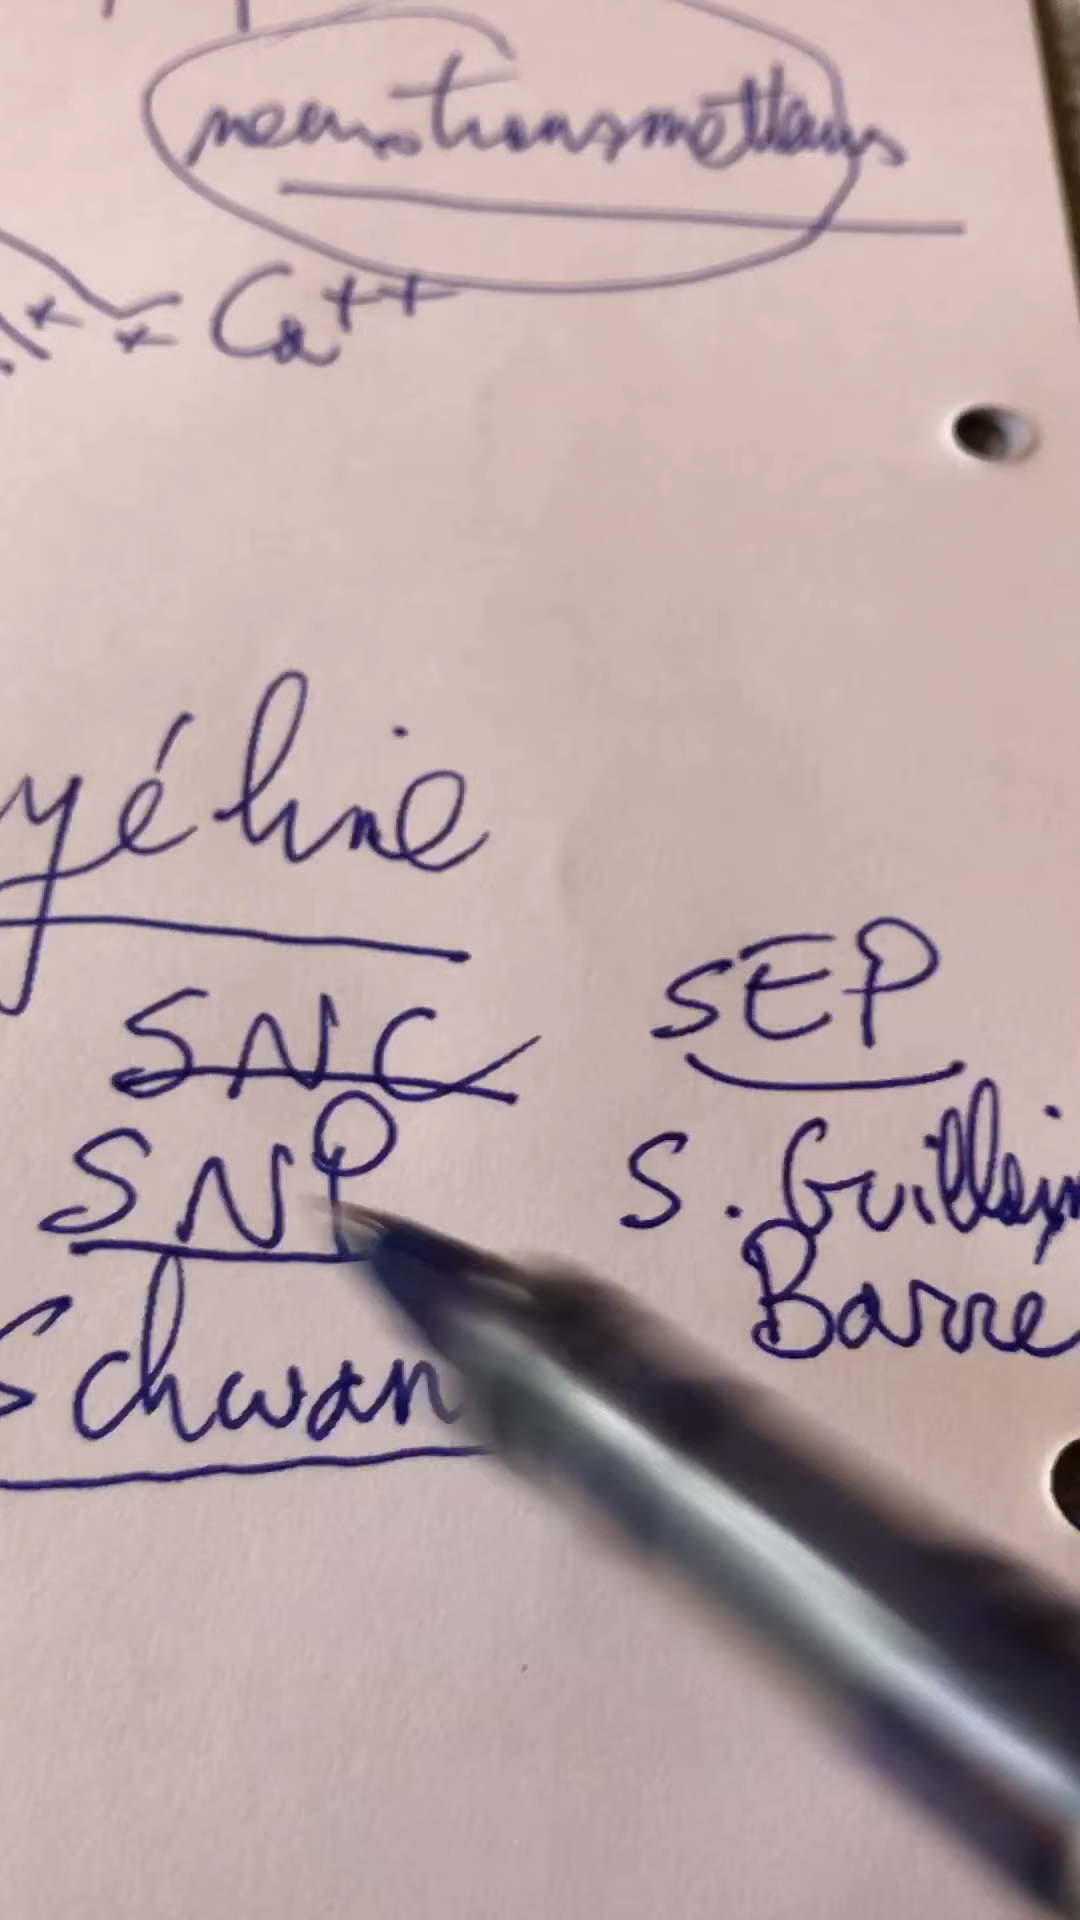 neurotransmetteurs
Ca++
yéline
SNC
SEP
SNP
S. Guillain
Barre
Schwan